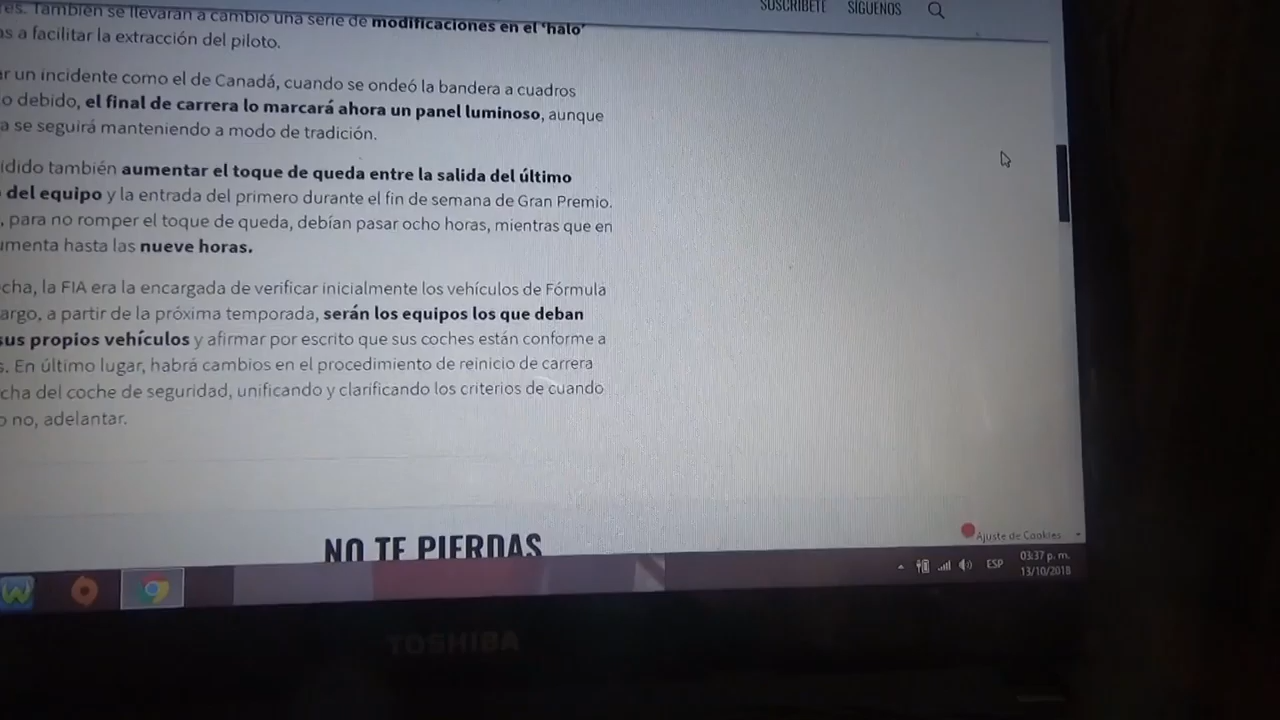 SUSCRÍBETE SÍGUENOS
res. También se llevarán a cambio una serie de modificaciones en el ‘halo’
as a facilitar la extracción del piloto.
ar un incidente como el de Canadá, cuando se ondeó la bandera a cuadros
o debido, el final de carrera lo marcará ahora un panel luminoso, aunque
a se seguirá manteniendo a modo de tradición.
idido también aumentar el toque de queda entre la salida del último
del equipo y la entrada del primero durante el fin de semana de Gran Premio.
, para no romper el toque de queda, debían pasar ocho horas, mientras que en
umenta hasta las nueve horas.
cha, la FIA era la encargada de verificar inicialmente los vehículos de Fórmula
argo, a partir de la próxima temporada, serán los equipos los que deban
sus propios vehículos y afirmar por escrito que sus coches están conforme a
s. En último lugar, habrá cambios en el procedimiento de reinicio de carrera
cha del coche de seguridad, unificando y clarificando los criterios de cuando
o no, adelantar.
NO TE PIERDAS
Ajuste de Cookies
ESP
03:37 p. m.
13/10/2018
TOSHIBA